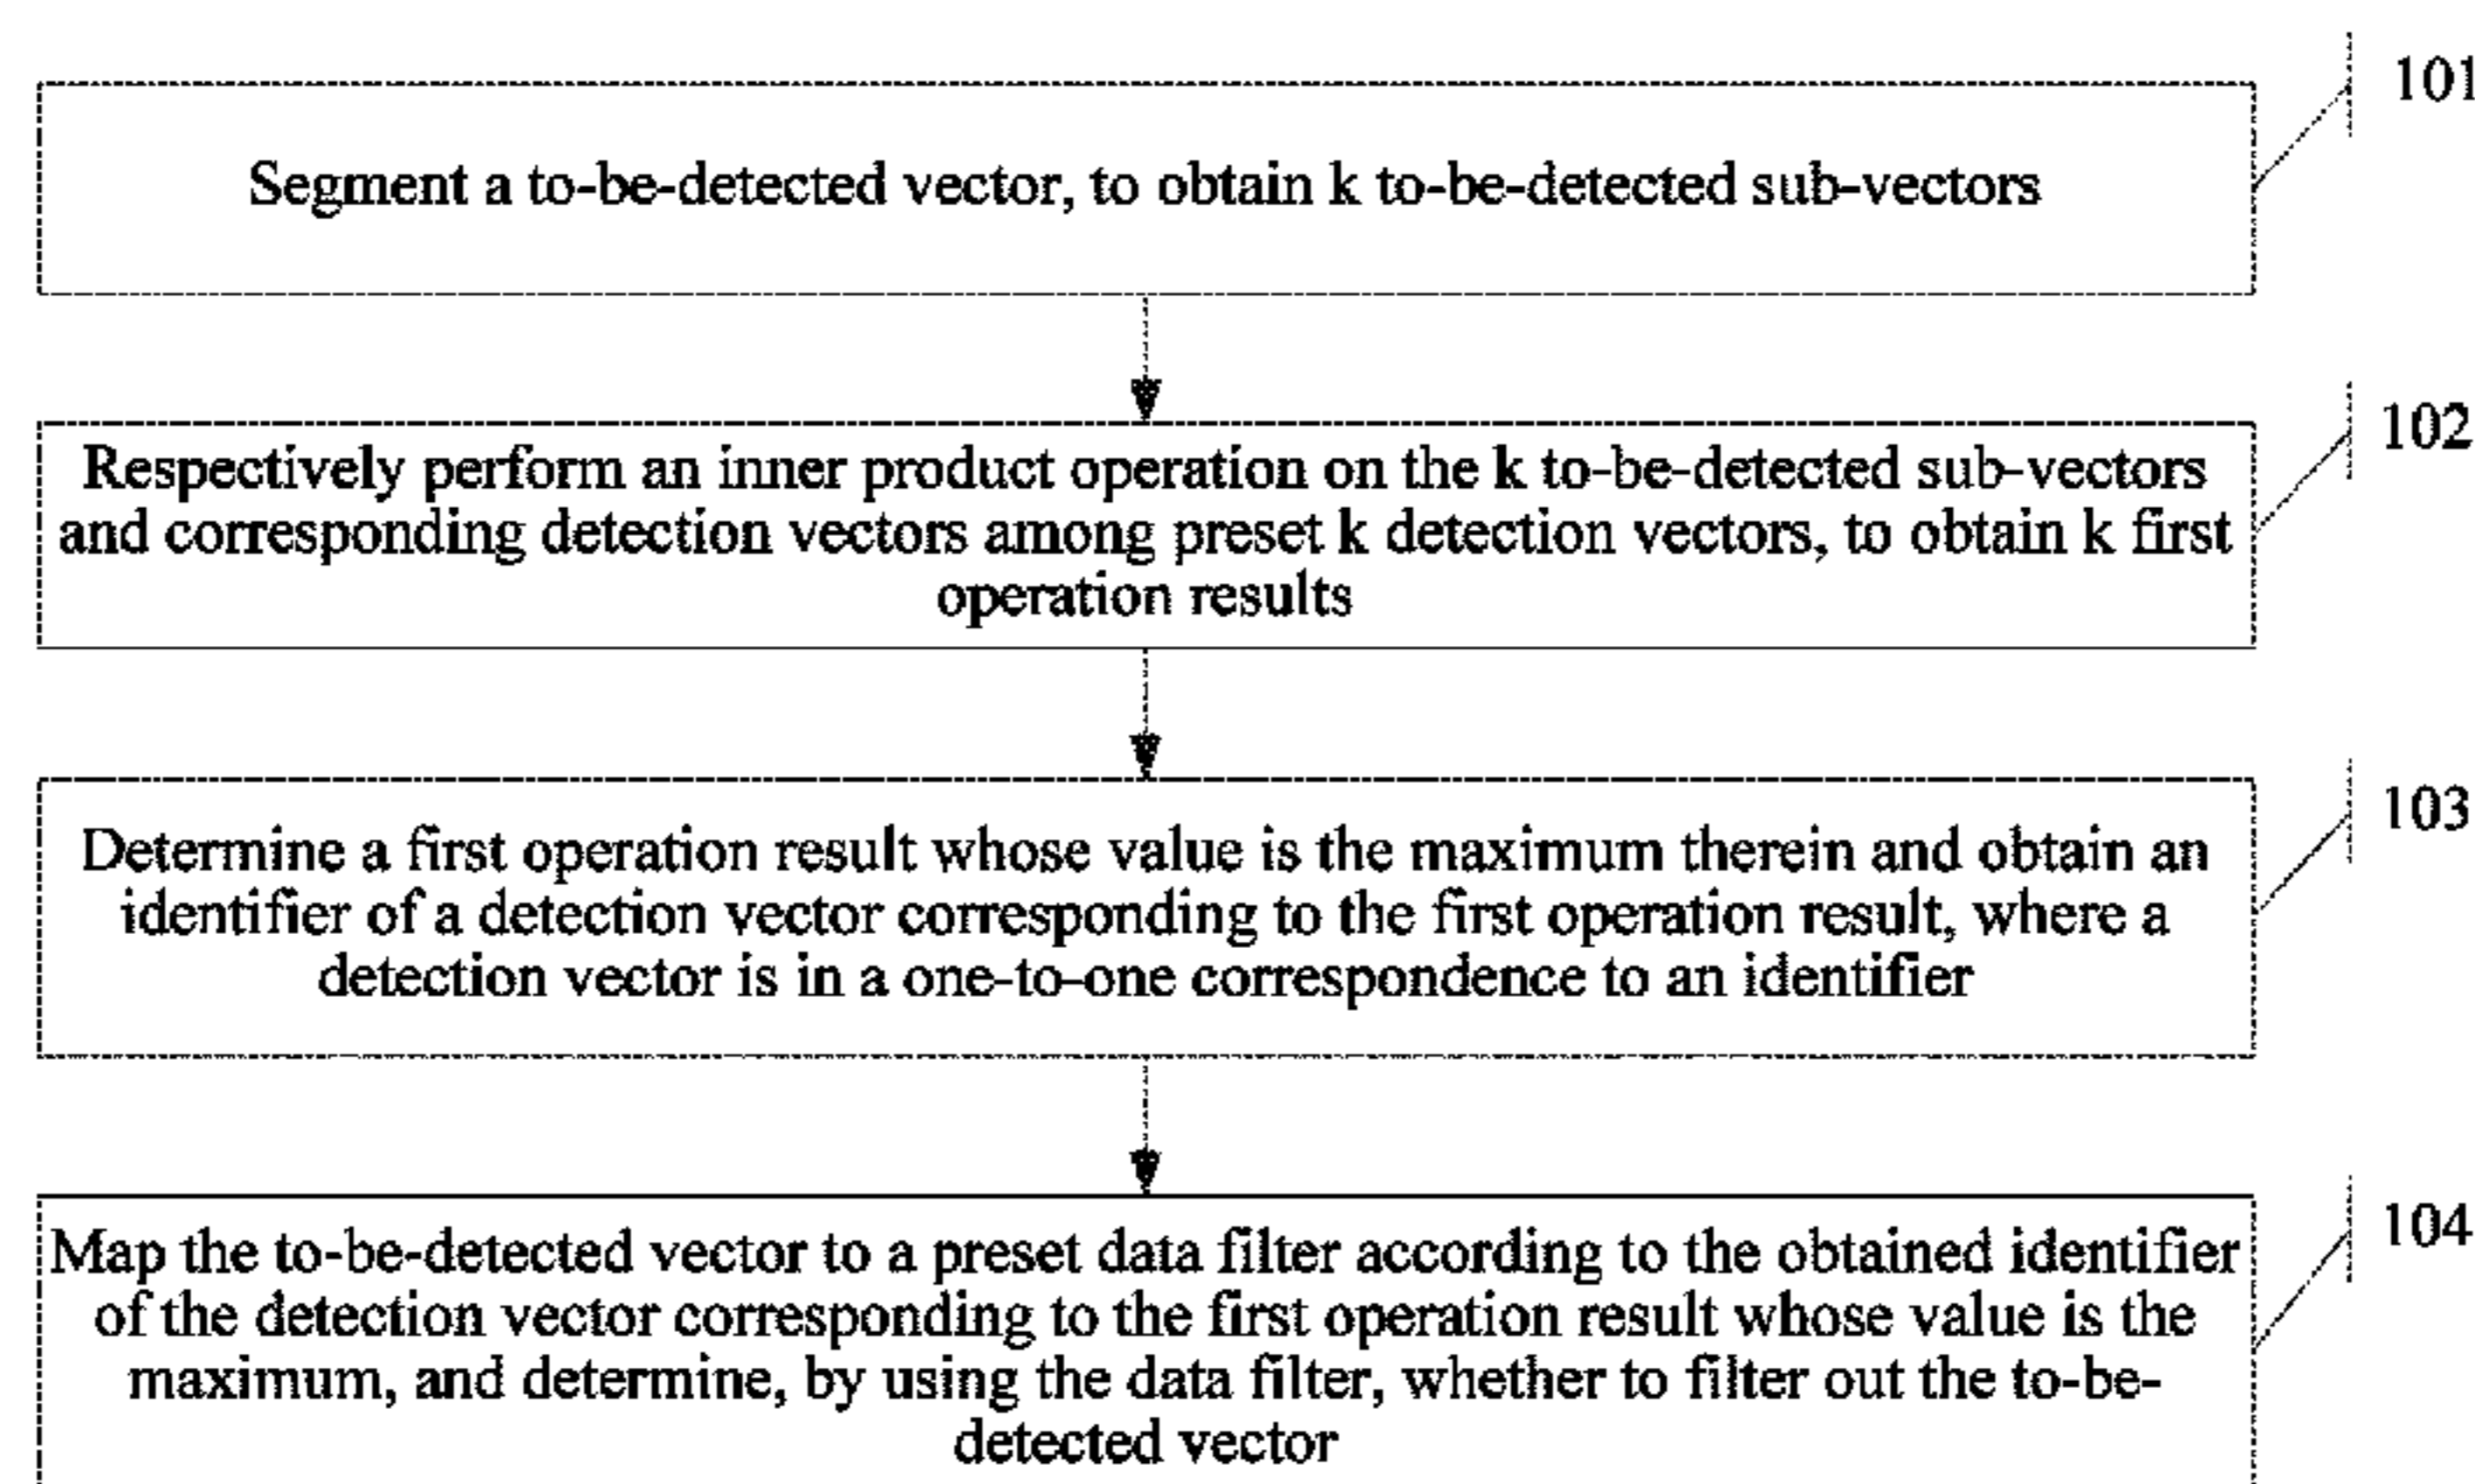 101
Segment a to-be-detected vector, to obtain k to-be-detected sub-vectors
102
Respectively perform an inner product operation on the k to-be-detected sub-vectors
and corresponding detection vectors among preset k detection vectors, to obtain k first
operation results
103
Determine a first operation result whose value is the maximum therein and obtain an
identifier of a detection vector corresponding to the first operation result, where a
detection vector is in a one-to-one correspondence to an identifier
104
Map the to-be-detected vector to a preset data filter according to the obtained identifier
of the detection vector corresponding to the first operation result whose value is the
maximum, and determine, by using the data filter, whether to filter out the to-be-
detected vector